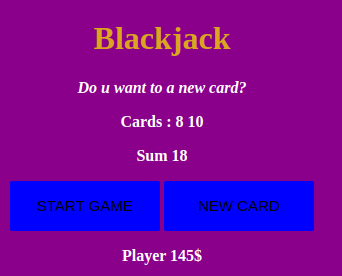 Blackjack
Do u want to a new card?
Cards : 8 10
Sum 18
START GAME NEW CARD
Player 145$